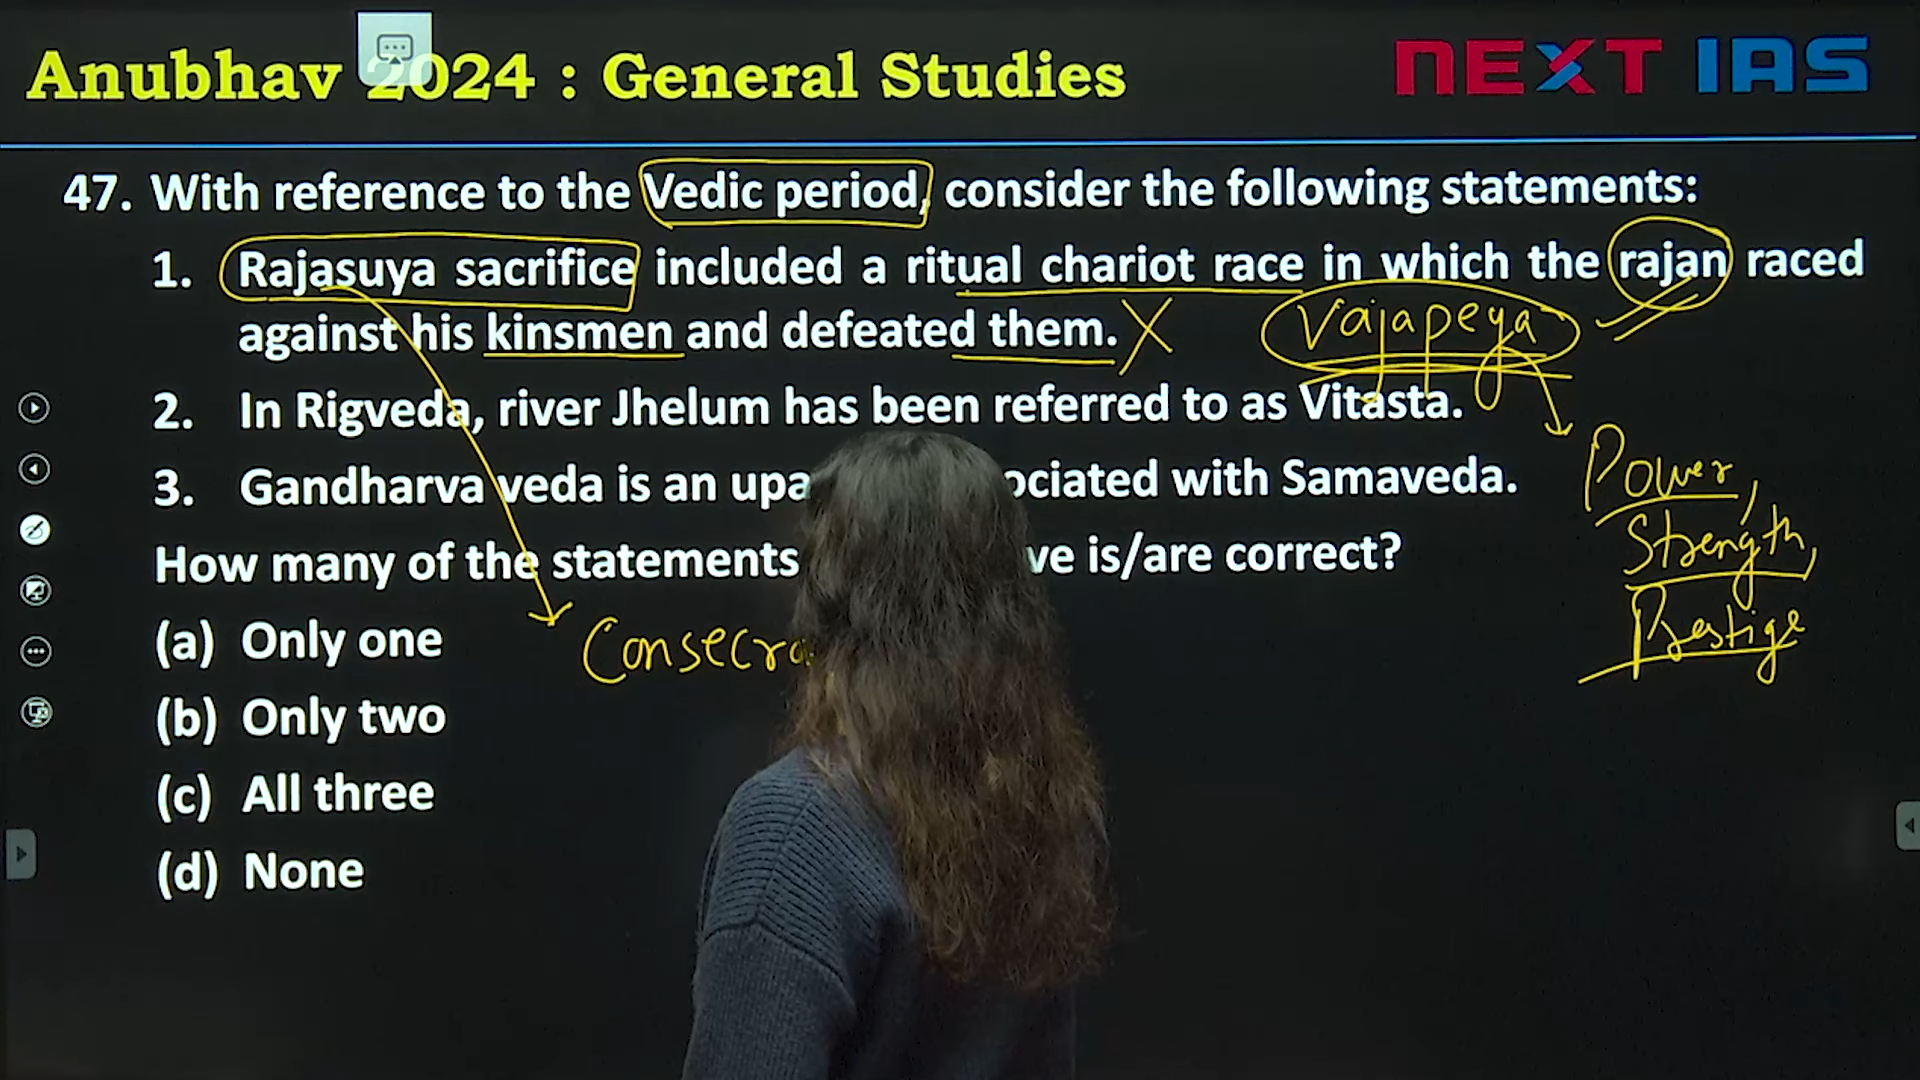 Anubhav 2024 : General Studies
NEXT IAS
47. With reference to the Vedic period, consider the following statements:
1. Rajasuya sacrifice included a ritual chariot race in which the rajan raced
against his kinsmen and defeated them. X Vajapeya
2. In Rigveda, river Jhelum has been referred to as Vitasta.
Power,
3. Gandharva veda is an upa ociated with Samaveda.
Strength,
How many of the statements ve is/are correct?
Prestige
(a) Only one
Consecra
(b) Only two
(c) All three
(d) None